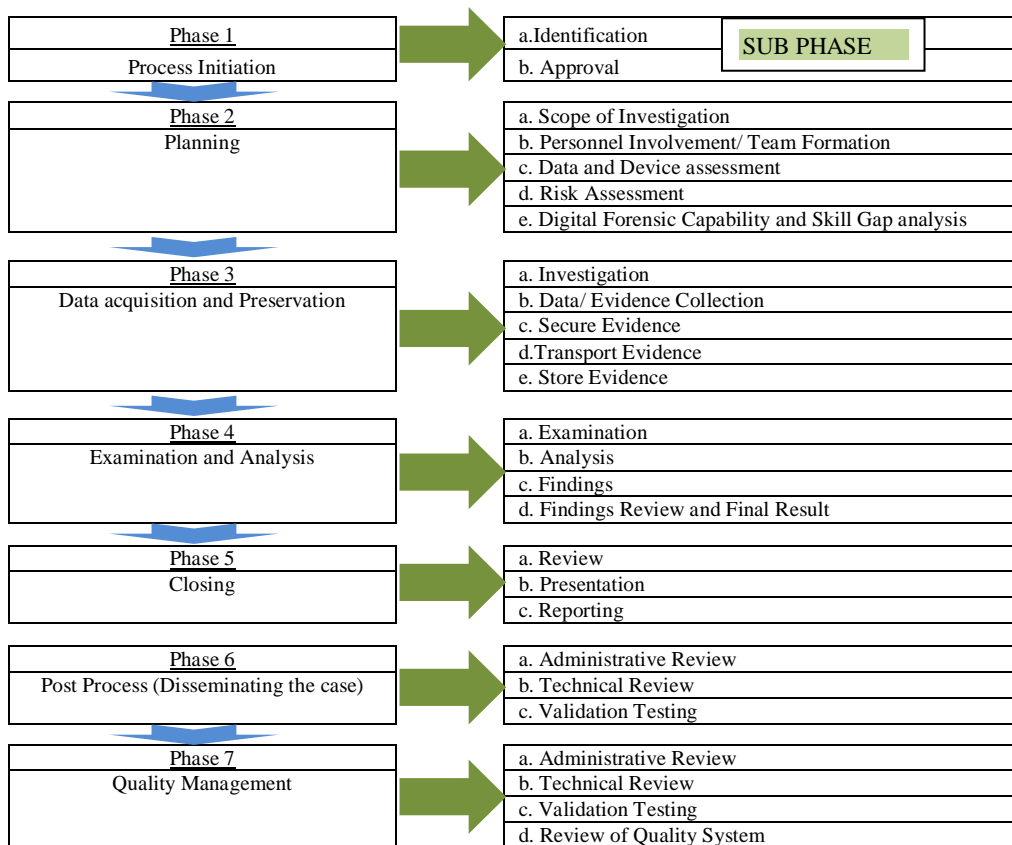 Phase 1
Process Initiation
a.Identification
b. Approval
SUB PHASE
Phase 2
Planning
a. Scope of Investigation
b. Personnel Involvement/ Team Formation
c. Data and Device assessment
d. Risk Assessment
e. Digital Forensic Capability and Skill Gap analysis
Phase 3
Data acquisition and Preservation
a. Investigation
b. Data/ Evidence Collection
c. Secure Evidence
d.Transport Evidence
e. Store Evidence
Phase 4
Examination and Analysis
a. Examination
b. Analysis
c. Findings
d. Findings Review and Final Result
Phase 5
Closing
a. Review
b. Presentation
c. Reporting
Phase 6
Post Process (Disseminating the case)
a. Administrative Review
b. Technical Review
c. Validation Testing
Phase 7
Quality Management
a. Administrative Review
b. Technical Review
c. Validation Testing
d. Review of Quality System